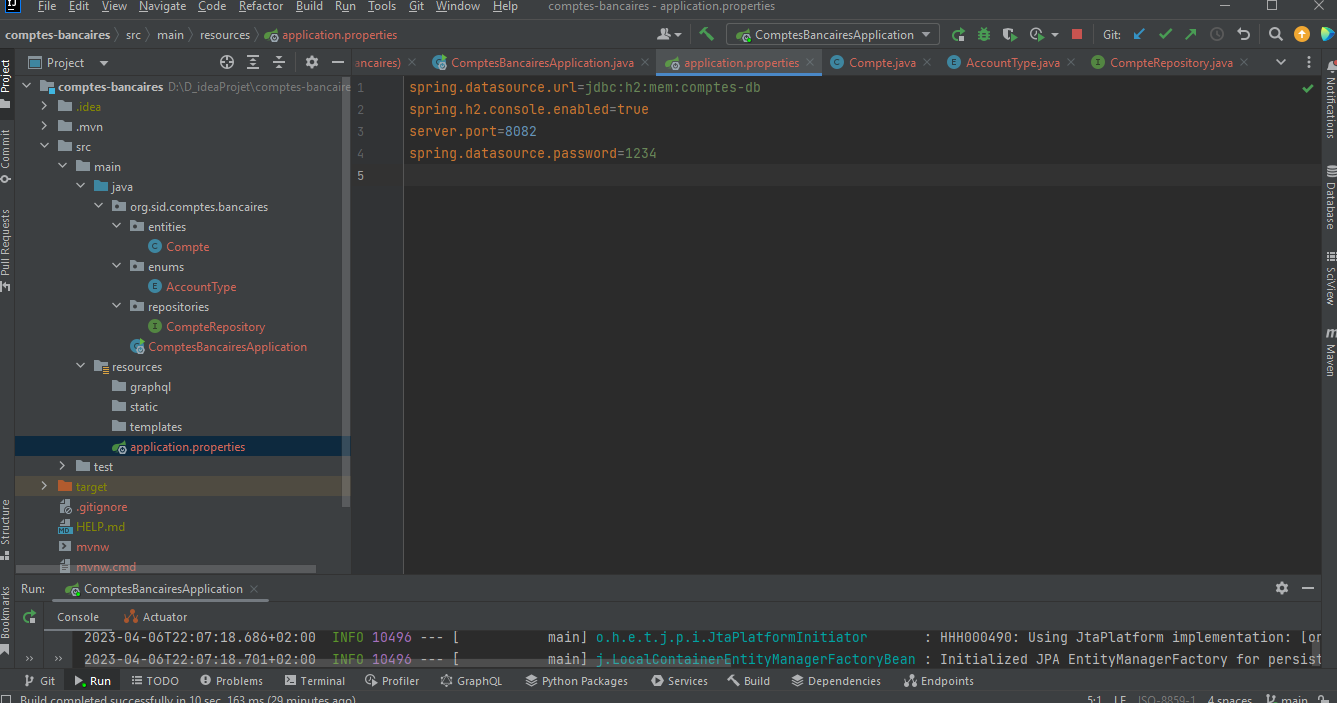 File Edit View Navigate Code Refactor Build Run Tools Git Window Help comptes-bancaires - application.properties
comptes-bancaires src main resources application.properties ComptesBancairesApplication Git:
Project ancaires) ComptesBancairesApplication.java application.properties Compte.java AccountType.java CompteRepository.java
comptes-bancaires D:\D_ideaProjet\comptes-bancaire
.idea
.mvn
src
main
java
org.sid.comptes.bancaires
entities
Compte
enums
AccountType
repositories
CompteRepository
ComptesBancairesApplication
resources
graphql
static
templates
application.properties
test
target
.gitignore
HELP.md
mvnw
mvnw.cmd
1 spring.datasource.url=jdbc:h2:mem:comptes-db
2 spring.h2.console.enabled=true
3 server.port=8082
4 spring.datasource.password=1234
5
Project
Commit
Pull Requests
Structure
Bookmarks
Notifications
Database
SciView
m Maven
Run: ComptesBancairesApplication
Console Actuator
2023-04-06T22:07:18.686+02:00 INFO 10496 --- [ main] o.h.e.t.j.p.i.JtaPlatformInitiator : HHH000490: Using JtaPlatform implementation: [or
2023-04-06T22:07:18.701+02:00 INFO 10496 --- [ main] j.LocalContainerEntityManagerFactoryBean : Initialized JPA EntityManagerFactory for persist
Git Run TODO Problems Terminal Profiler GraphQL Python Packages Services Build Dependencies Endpoints
Build completed successfully in 10 sec, 163 ms (29 minutes ago) 5:1 LF ISO-8859-1 4 spaces main